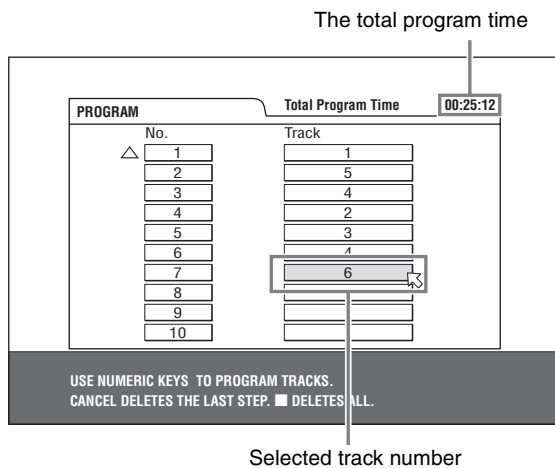 The total program time
PROGRAM
Total Program Time 00:25:12
No. Track
1 1
2 5
3 4
4 2
5 3
6 4
7 6
8
9
10
USE NUMERIC KEYS TO PROGRAM TRACKS.
CANCEL DELETES THE LAST STEP. ■ DELETES ALL.
Selected track number